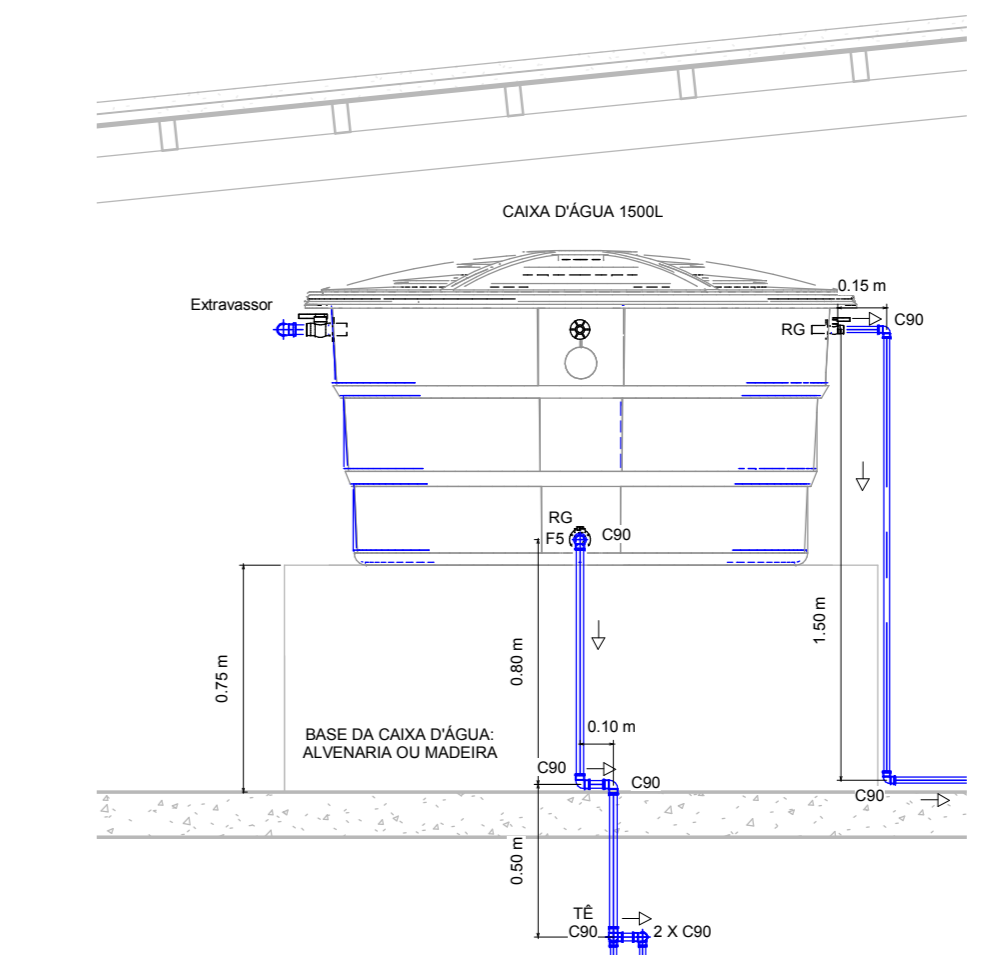 CAIXA D'ÁGUA 1500L
0.15 m
Extravassor
C90
RG
RG
F5
C90
1.50 m
0.80 m
0.75 m
0.10 m
BASE DA CAIXA D'ÁGUA:
ALVENARIA OU MADEIRA
C90
C90
C90
0.50 m
TÊ
C90
2 X C90